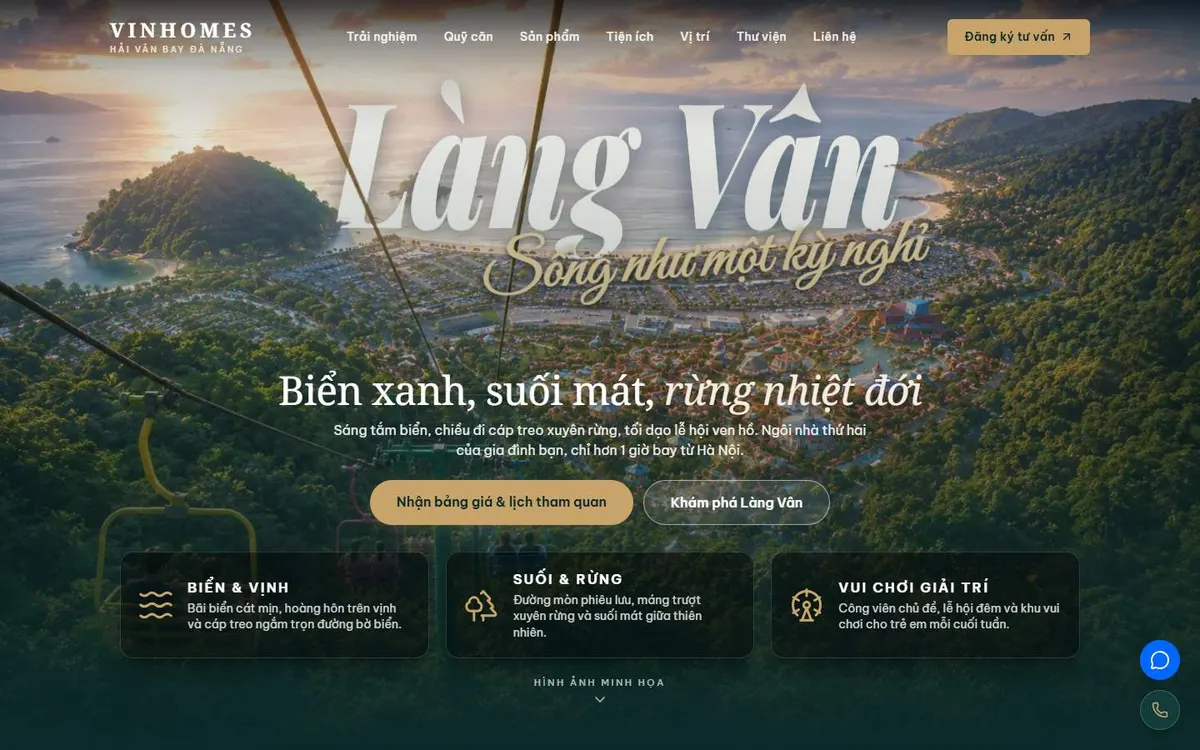 VINHOMES
HẢI VÂN BAY ĐÀ NẴNG
Trải nghiệm
Quỹ căn
Sản phẩm
Tiện ích
Vị trí
Thư viện
Liên hệ
Đăng ký tư vấn
Làng Vân
Sống như một kỳ nghỉ
Biển xanh, suối mát, rừng nhiệt đới
Sáng tắm biển, chiều đi cáp treo xuyên rừng, tối dạo lễ hội ven hồ. Ngôi nhà thứ hai
của gia đình bạn, chỉ hơn 1 giờ bay từ Hà Nội.
Nhận bảng giá & lịch tham quan
Khám phá Làng Vân
BIỂN & VỊNH
Bãi biển cát mịn, hoàng hôn trên vịnh
và cáp treo ngắm trọn đường bờ biển.
SUỐI & RỪNG
Đường mòn phiêu lưu, máng trượt
xuyên rừng và suối mát giữa thiên
nhiên.
VUI CHƠI GIẢI TRÍ
Công viên chủ đề, lễ hội đêm và khu vui
chơi cho trẻ em mỗi cuối tuần.
HÌNH ẢNH MINH HỌA